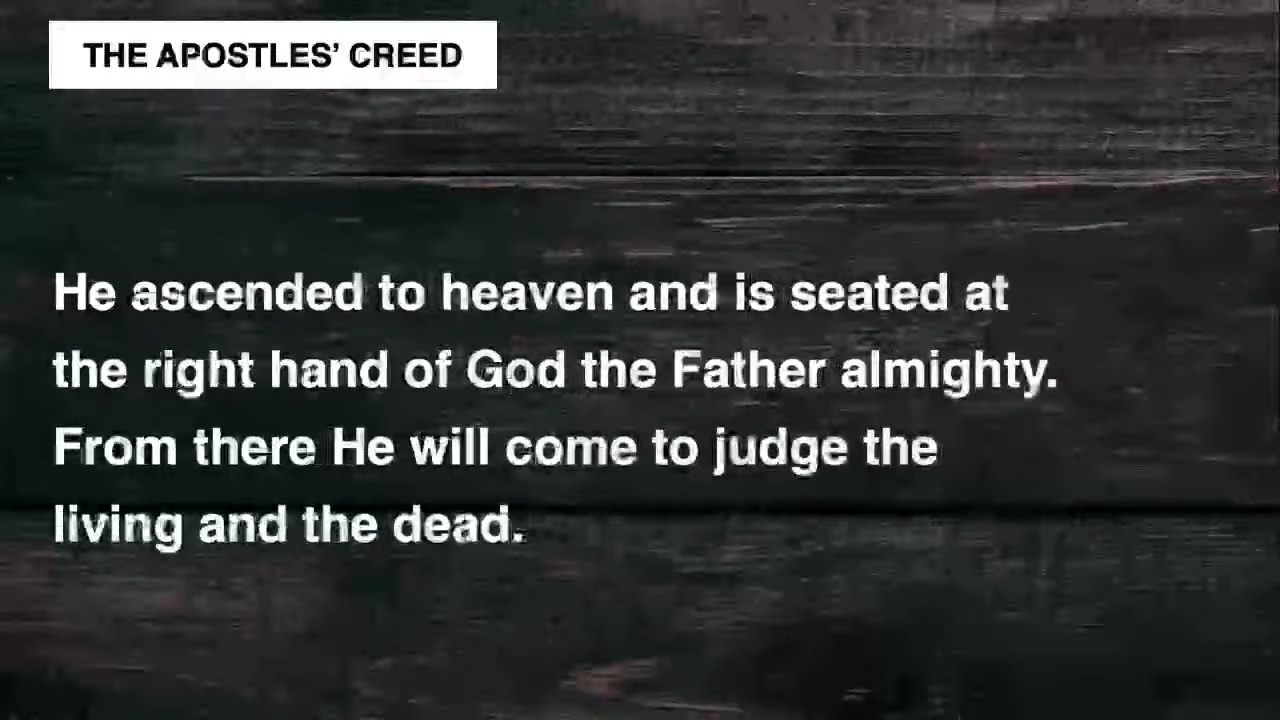 THE APOSTLES’ CREED
He ascended to heaven and is seated at
the right hand of God the Father almighty.
From there He will come to judge the
living and the dead.